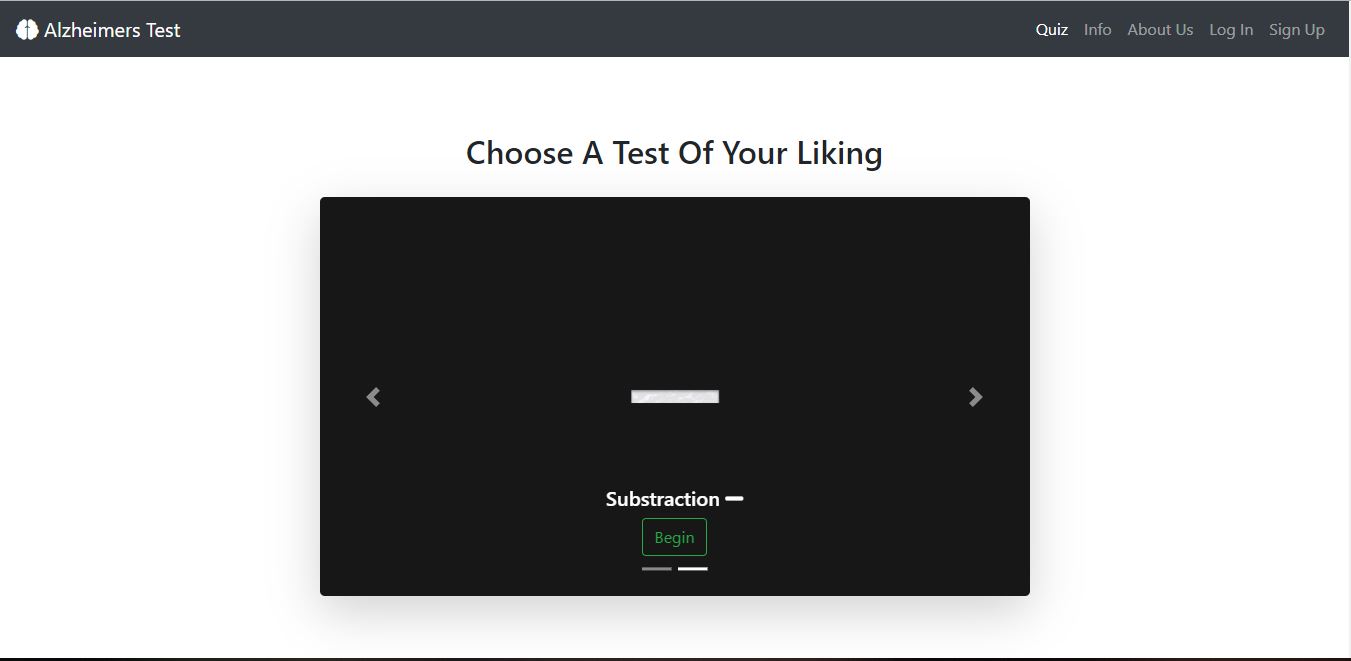 Alzheimers Test
Quiz Info About Us Log In Sign Up
Choose A Test Of Your Liking
Substraction
Begin